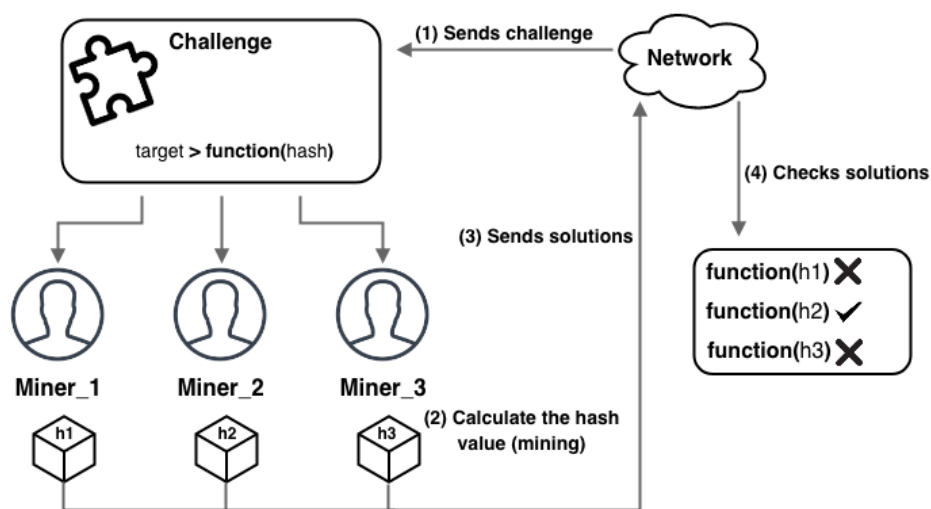 Challenge
target > function(hash)
(1) Sends challenge
Network
(4) Checks solutions
(3) Sends solutions
function(h1)
function(h2)
function(h3)
Miner_1
Miner_2
Miner_3
h1
h2
h3
(2) Calculate the hash
value (mining)